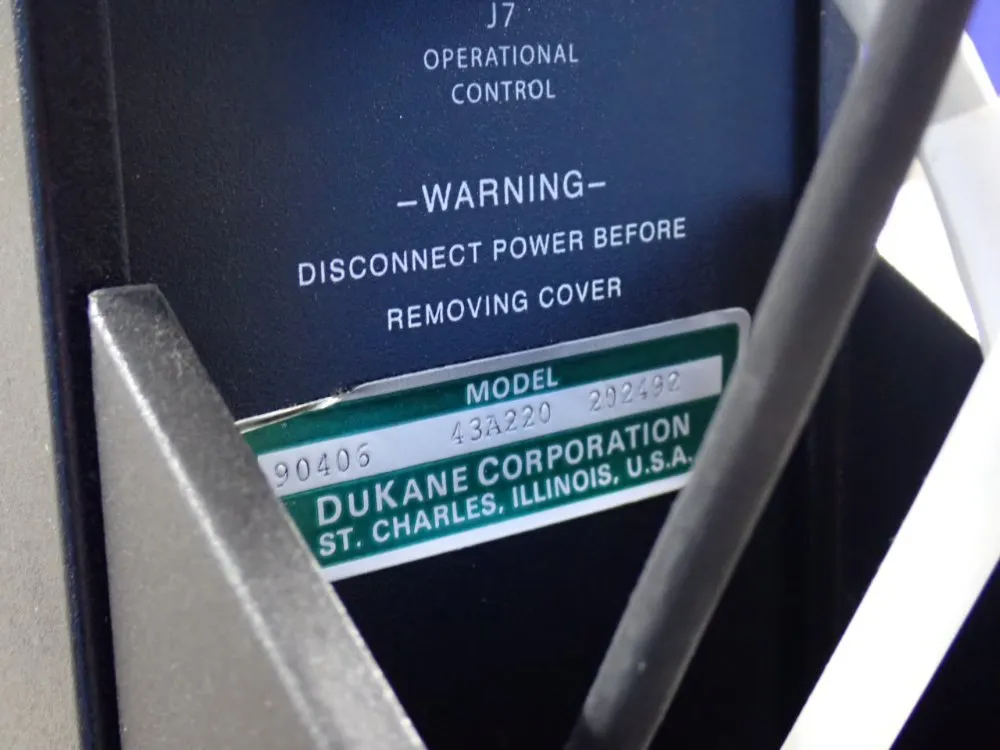 J7
OPERATIONAL
CONTROL
–WARNING–
DISCONNECT POWER BEFORE
REMOVING COVER
MODEL
90406 43A220 202492
DUKANE CORPORATION
ST. CHARLES, ILLINOIS, U.S.A.